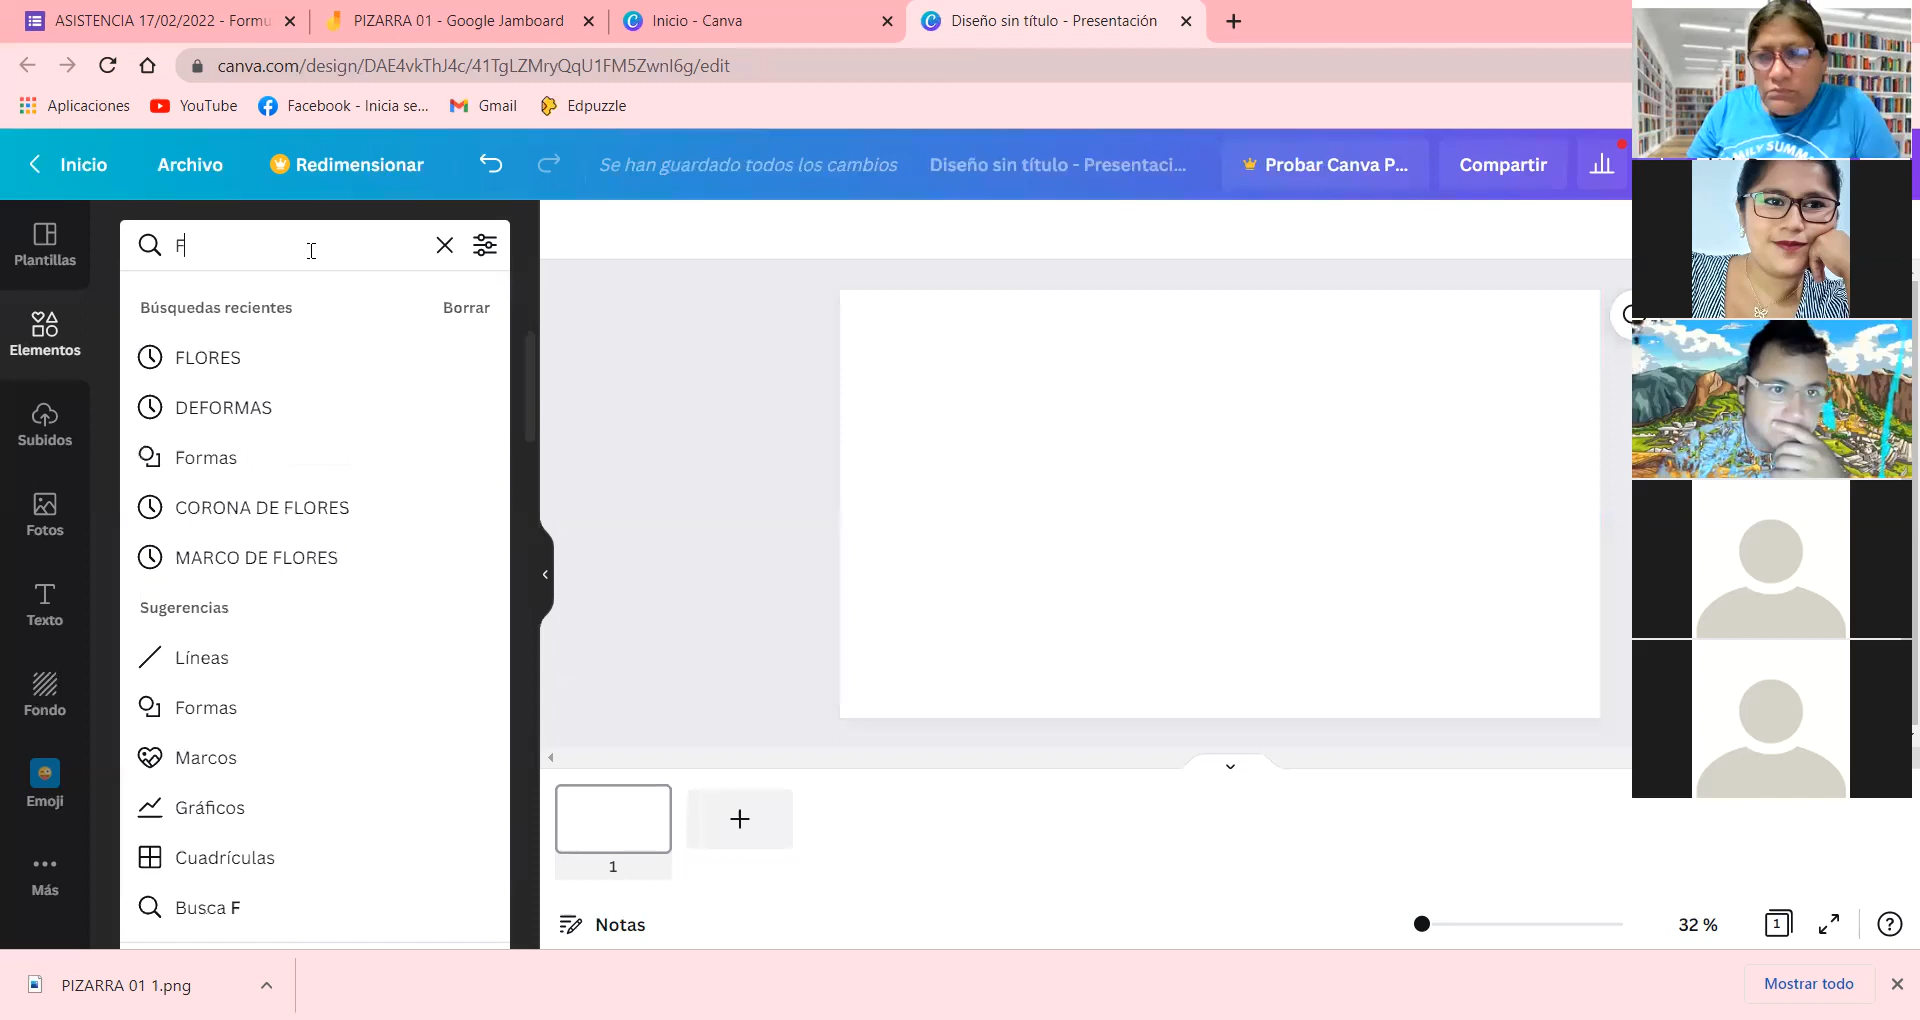 ASISTENCIA 17/02/2022 - Formu
PIZARRA 01 - Google Jamboard
Inicio - Canva
Diseño sin título - Presentación
canva.com/design/DAE4vkThJ4c/41TgLZMryQqU1FM5ZwnI6g/edit
Aplicaciones
YouTube
Facebook - Inicia se...
Gmail
Edpuzzle
Inicio
Archivo
Redimensionar
Se han guardado todos los cambios
Diseño sin título - Presentaci...
Probar Canva P...
Compartir
Plantillas
Elementos
Subidos
Fotos
Texto
Fondo
Emoji
Más
F
Búsquedas recientes
Borrar
FLORES
DEFORMAS
Formas
CORONA DE FLORES
MARCO DE FLORES
Sugerencias
Líneas
Formas
Marcos
Gráficos
Cuadrículas
Busca F
1
Notas
32 %
1
PIZARRA 01 1.png
Mostrar todo